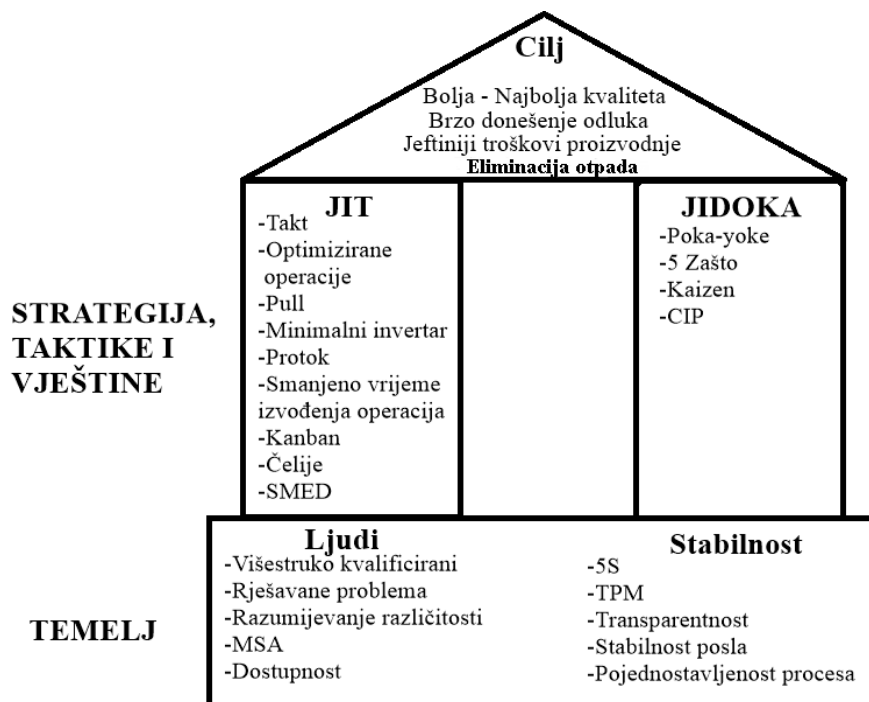 Cilj
Bolja - Najbolja kvaliteta
Brzo donešenje odluka
Jeftiniji troškovi proizvodnje
Eliminacija otpada
STRATEGIJA,
TAKTIKE I
VJEŠTINE
JIT
-Takt
-Optimizirane
operacije
-Pull
-Minimalni invertar
-Protok
-Smanjeno vrijeme
izvođenja operacija
-Kanban
-Čelije
-SMED
JIDOKA
-Poka-yoke
-5 Zašto
-Kaizen
-CIP
TEMELJ
Ljudi
-Višestruko kvalificirani
-Rješavane problema
-Razumijevanje različitosti
-MSA
-Dostupnost
Stabilnost
-5S
-TPM
-Transparentnost
-Stabilnost posla
-Pojednostavljenost procesa